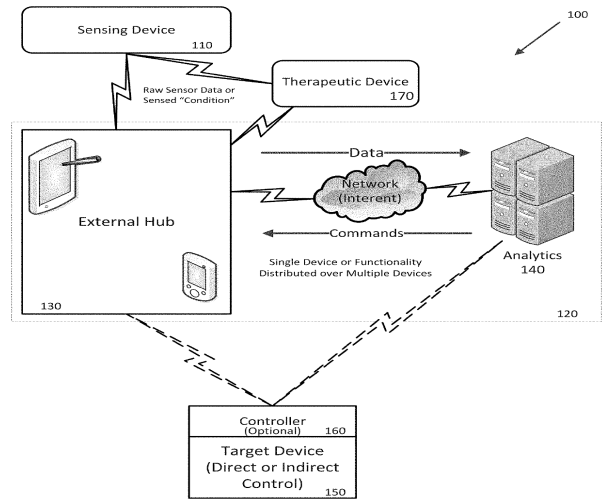 100
Sensing Device
110
Therapeutic Device
170
Raw Sensor Data or
Sensed “Condition”
Data
Network
(Interent)
Commands
External Hub
Single Device or Functionality
Distributed over Multiple Devices
Analytics
140
130
120
Controller
(Optional) 160
Target Device
(Direct or Indirect
Control)
150